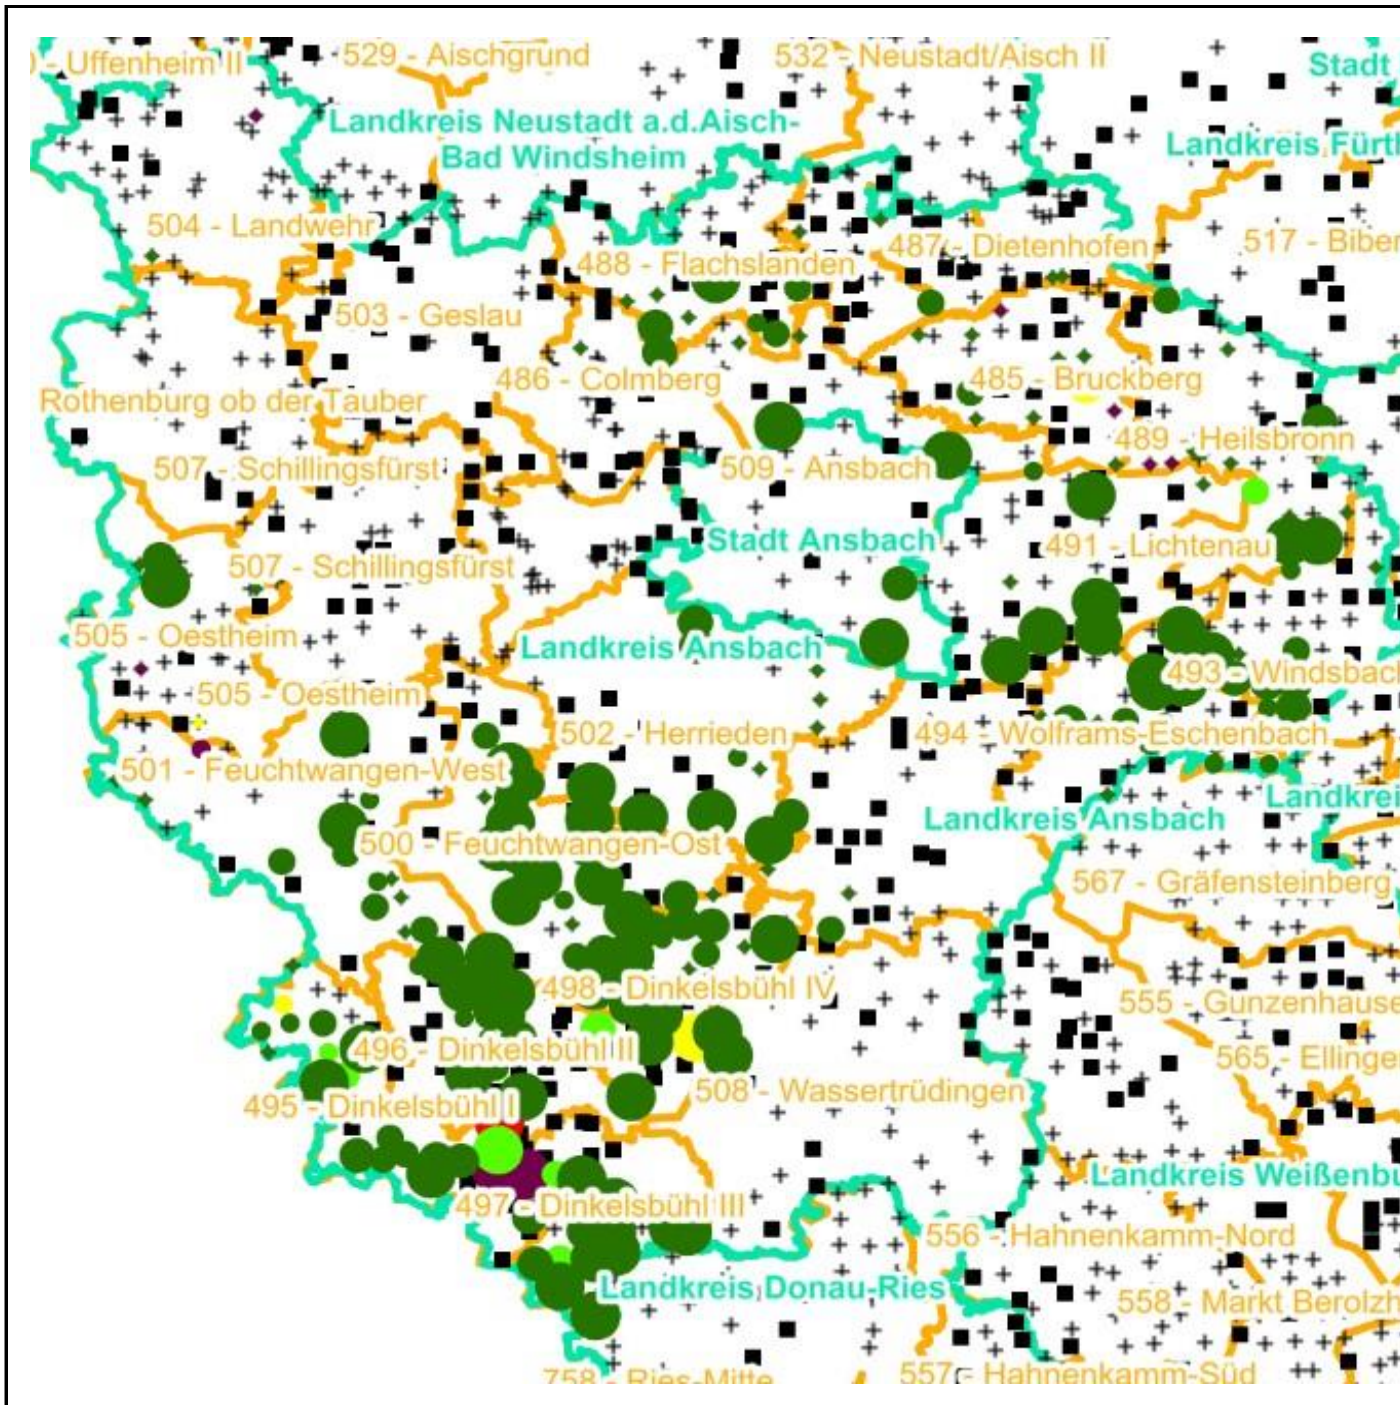 529 - Aischgrund
532 - Neustadt/Aisch II
- Uffenheim II
Stadt
Landkreis Neustadt a.d.Aisch-
Bad Windsheim
Landkreis Fürth
504 - Landwehr
487 - Dietenhofen
517 - Biber
488 - Flachslanden
503 - Geslau
486 - Colmberg
485 - Bruckberg
Rothenburg ob der Tauber
489 - Heilsbronn
507 - Schillingsfürst
509 - Ansbach
Stadt Ansbach
491 - Lichtenau
507 - Schillingsfürst
505 - Oestheim
Landkreis Ansbach
493 - Windsbach
505 - Oestheim
502 - Herrieden
494 - Wolframs-Eschenbach
501 - Feuchtwangen-West
Landkrei
Landkreis Ansbach
500 - Feuchtwangen-Ost
567 - Gräfensteinberg
498 - Dinkelsbühl IV
555 - Gunzenhause
496 - Dinkelsbühl II
565 - Ellinge
508 - Wassertrüdingen
495 - Dinkelsbühl I
Landkreis Weißenbu
497 - Dinkelsbühl III
556 - Hahnenkamm-Nord
Landkreis Donau-Ries
558 - Markt Berolzh
758 - Ries-Mitte
557 - Hahnenkamm-Süd